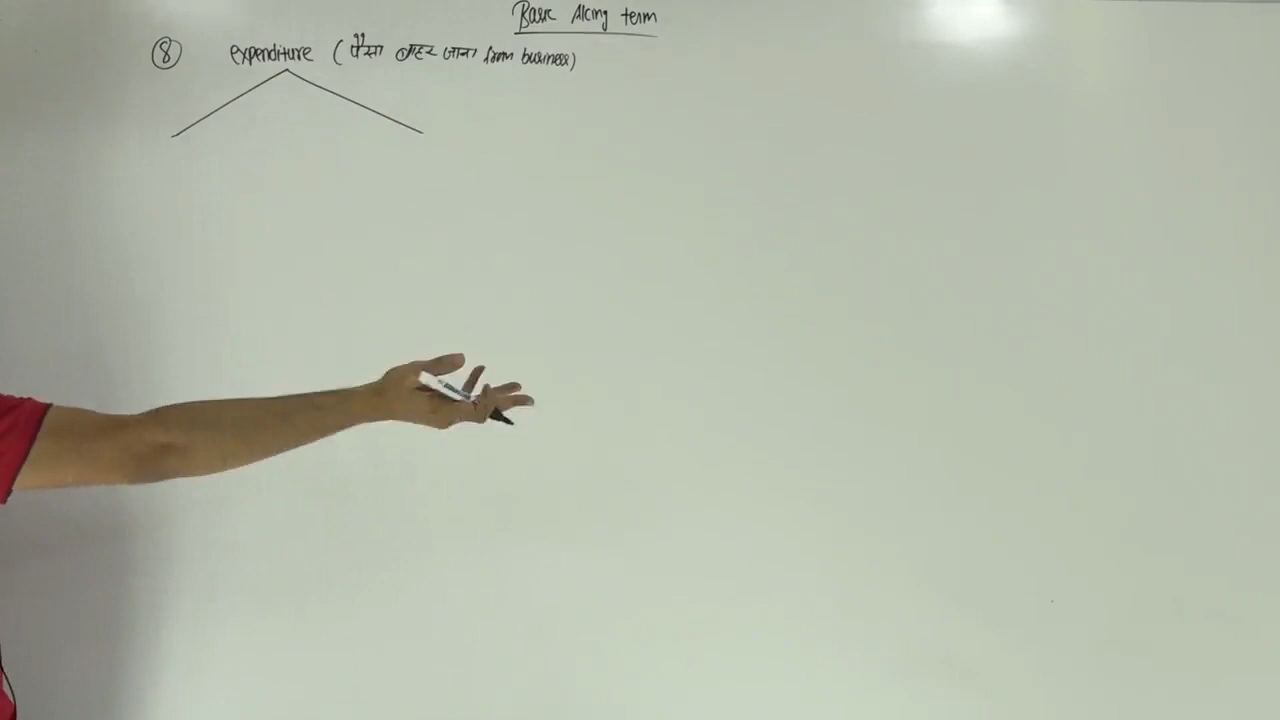 Basic A/cing term
⑧ expenditure ( पैसा बाहर जाना from business)